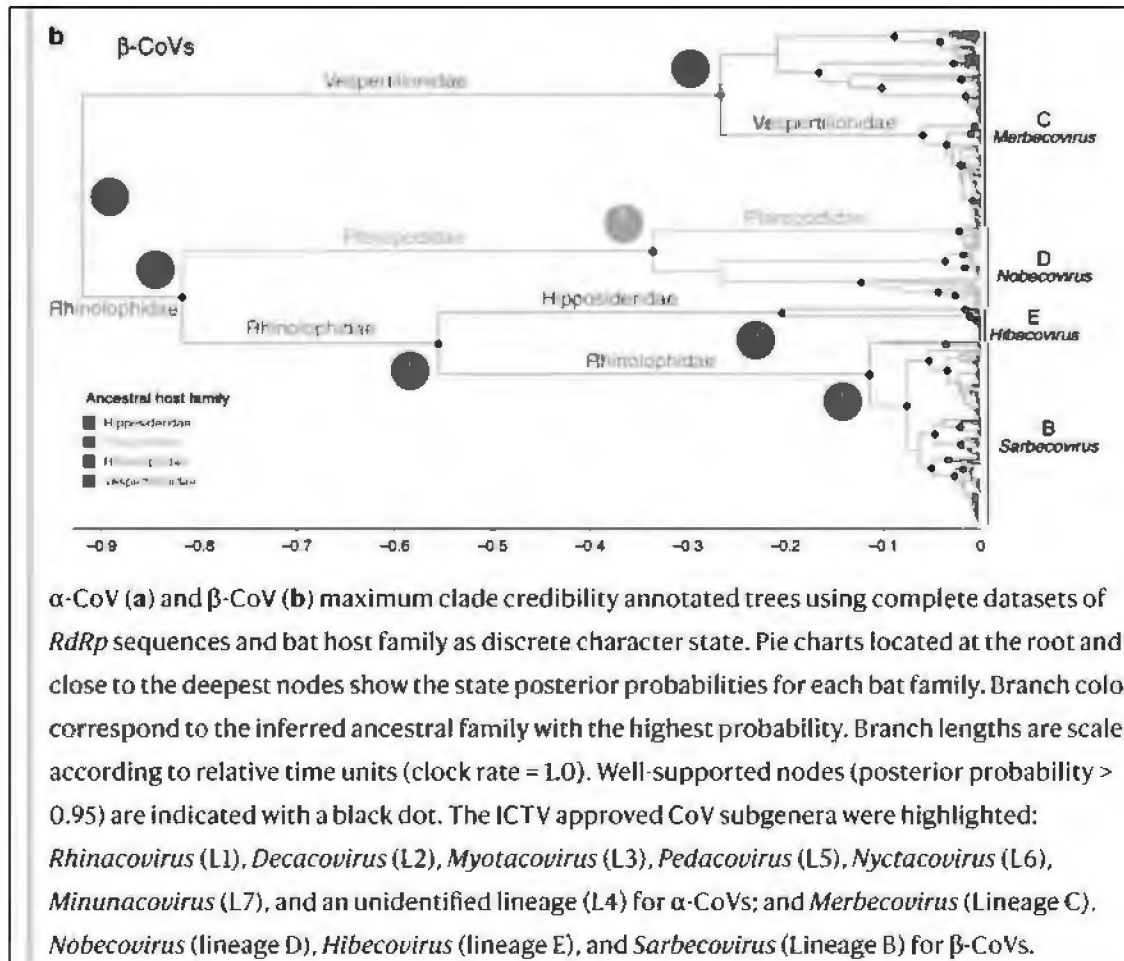 b β-CoVs
Vespertilionidae
Vespertilionidae
C
Merbecovirus
Pteropodidae
Pteropodidae
D
Nobecovirus
Hipposideridae
Rhinolophidae
Rhinolophidae
E
Hibecovirus
Rhinolophidae
B
Sarbecovirus
Ancestral host family
Hipposideridae
−0.9 −0.8 −0.7 −0.6 −0.5 −0.4 −0.3 −0.2 −0.1 0
α-CoV (a) and β-CoV (b) maximum clade credibility annotated trees using complete datasets of
RdRp sequences and bat host family as discrete character state. Pie charts located at the root and
close to the deepest nodes show the state posterior probabilities for each bat family. Branch colo
correspond to the inferred ancestral family with the highest probability. Branch lengths are scale
according to relative time units (clock rate = 1.0). Well-supported nodes (posterior probability >
0.95) are indicated with a black dot. The ICTV approved CoV subgenera were highlighted:
Rhinacovirus (L1), Decacovirus (L2), Myotacovirus (L3), Pedacovirus (L5), Nyctacovirus (L6),
Minunacovirus (L7), and an unidentified lineage (L4) for α-CoVs; and Merbecovirus (Lineage C),
Nobecovirus (lineage D), Hibecovirus (lineage E), and Sarbecovirus (Lineage B) for β-CoVs.